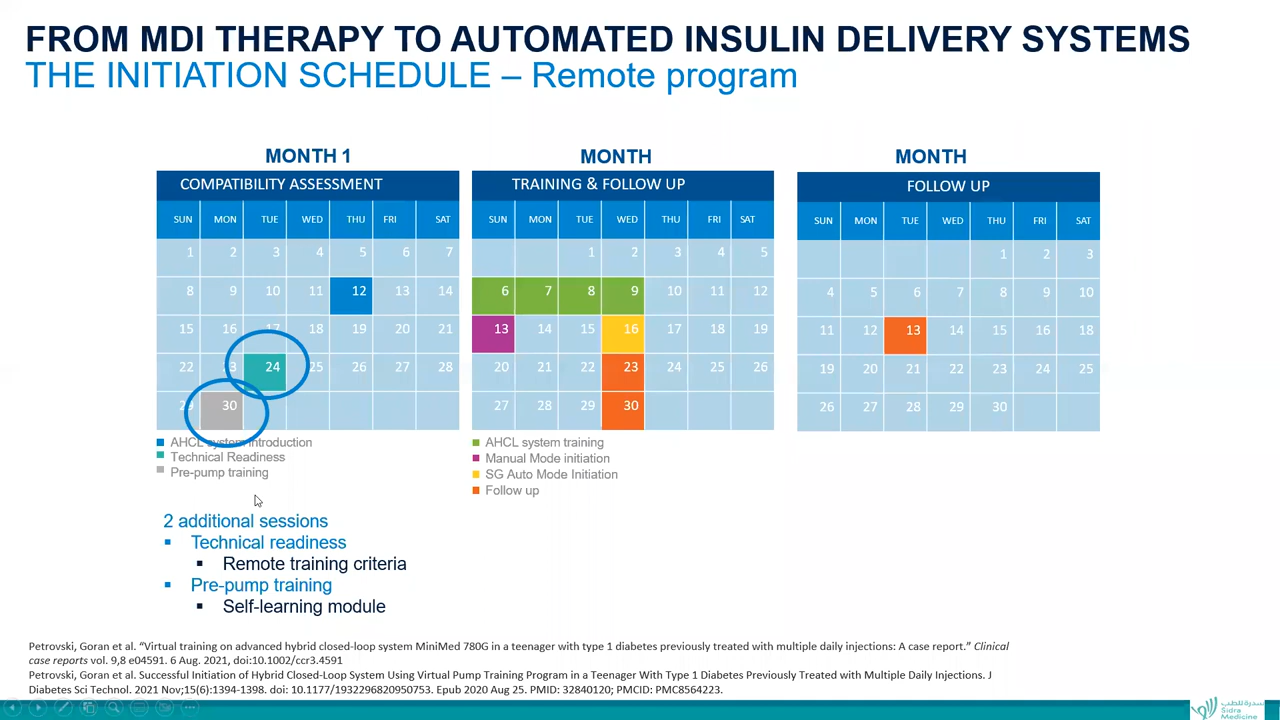 FROM MDI THERAPY TO AUTOMATED INSULIN DELIVERY SYSTEMS
THE INITIATION SCHEDULE – Remote program
MONTH 1
COMPATIBILITY ASSESSMENT
SUN MON TUE WED THU FRI SAT
1 2 3 4 5 6 7
8 9 10 11 12 13 14
15 16 17 18 19 20 21
22 23 24 25 26 27 28
29 30
AHCL system introduction
Technical Readiness
Pre-pump training
MONTH
TRAINING & FOLLOW UP
SUN MON TUE WED THU FRI SAT
1 2 3 4 5
6 7 8 9 10 11 12
13 14 15 16 17 18 19
20 21 22 23 24 25 26
27 28 29 30
AHCL system training
Manual Mode initiation
SG Auto Mode Initiation
Follow up
MONTH
FOLLOW UP
SUN MON TUE WED THU FRI SAT
1 2 3
4 5 6 7 8 9 10
11 12 13 14 15 16 18
19 20 21 22 23 24 25
26 27 28 29 30
2 additional sessions
Technical readiness
Remote training criteria
Pre-pump training
Self-learning module
Petrovski, Goran et al. “Virtual training on advanced hybrid closed-loop system MiniMed 780G in a teenager with type 1 diabetes previously treated with multiple daily injections: A case report.” Clinical
case reports vol. 9,8 e04591. 6 Aug. 2021, doi:10.1002/ccr3.4591
Petrovski, Goran et al. Successful Initiation of Hybrid Closed-Loop System Using Virtual Pump Training Program in a Teenager With Type 1 Diabetes Previously Treated with Multiple Daily Injections. J
Diabetes Sci Technol. 2021 Nov;15(6):1394-1398. doi: 10.1177/1932296820950753. Epub 2020 Aug 25. PMID: 32840120; PMCID: PMC8564223.
سدرة للطب
Sidra
Medicine